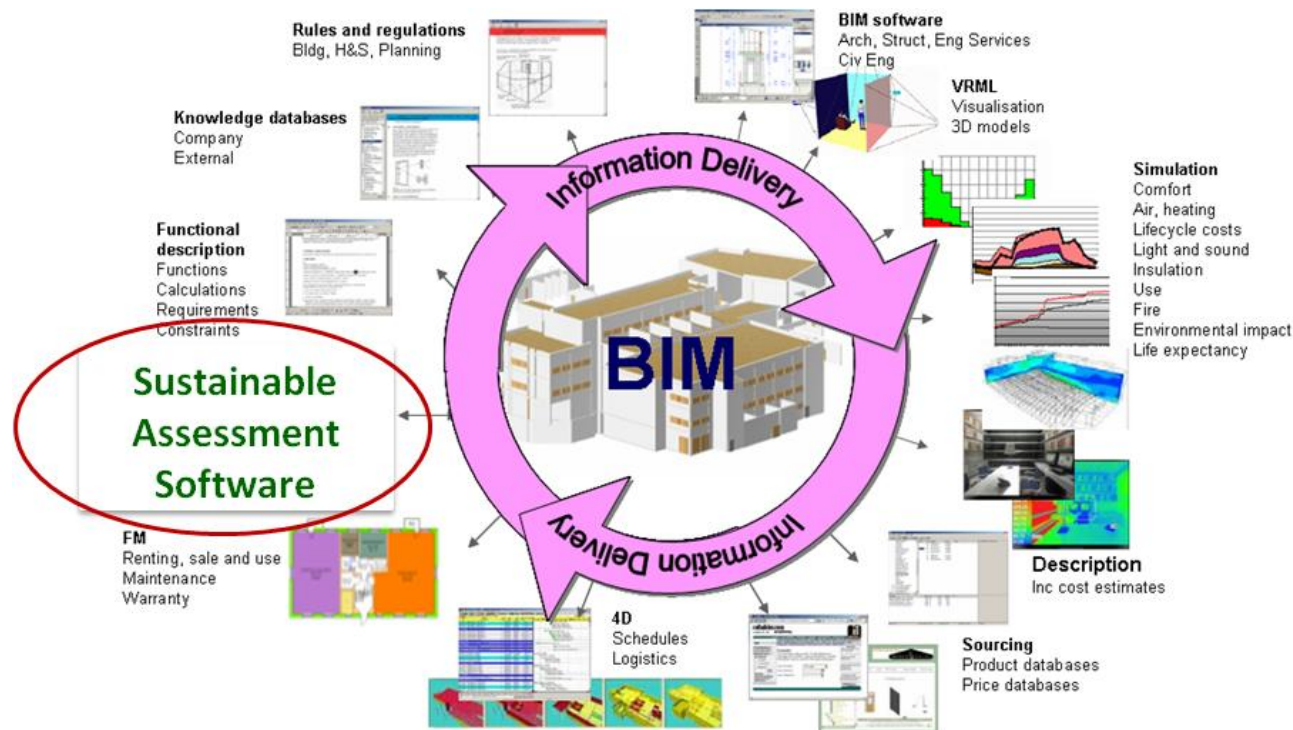 Rules and regulations
Bldg, H&S, Planning
BIM software
Arch, Struct, Eng Services
Civ Eng
VRML
Visualisation
3D models
Knowledge databases
Company
External
Information Delivery
Simulation
Comfort
Air, heating
Lifecycle costs
Light and sound
Insulation
Use
Fire
Environmental impact
Life expectancy
Functional
description
Functions
Calculations
Requirements
Constraints
BIM
Sustainable
Assessment
Software
Information Delivery
FM
Renting, sale and use
Maintenance
Warranty
Description
Inc cost estimates
4D
Schedules
Logistics
Sourcing
Product databases
Price databases